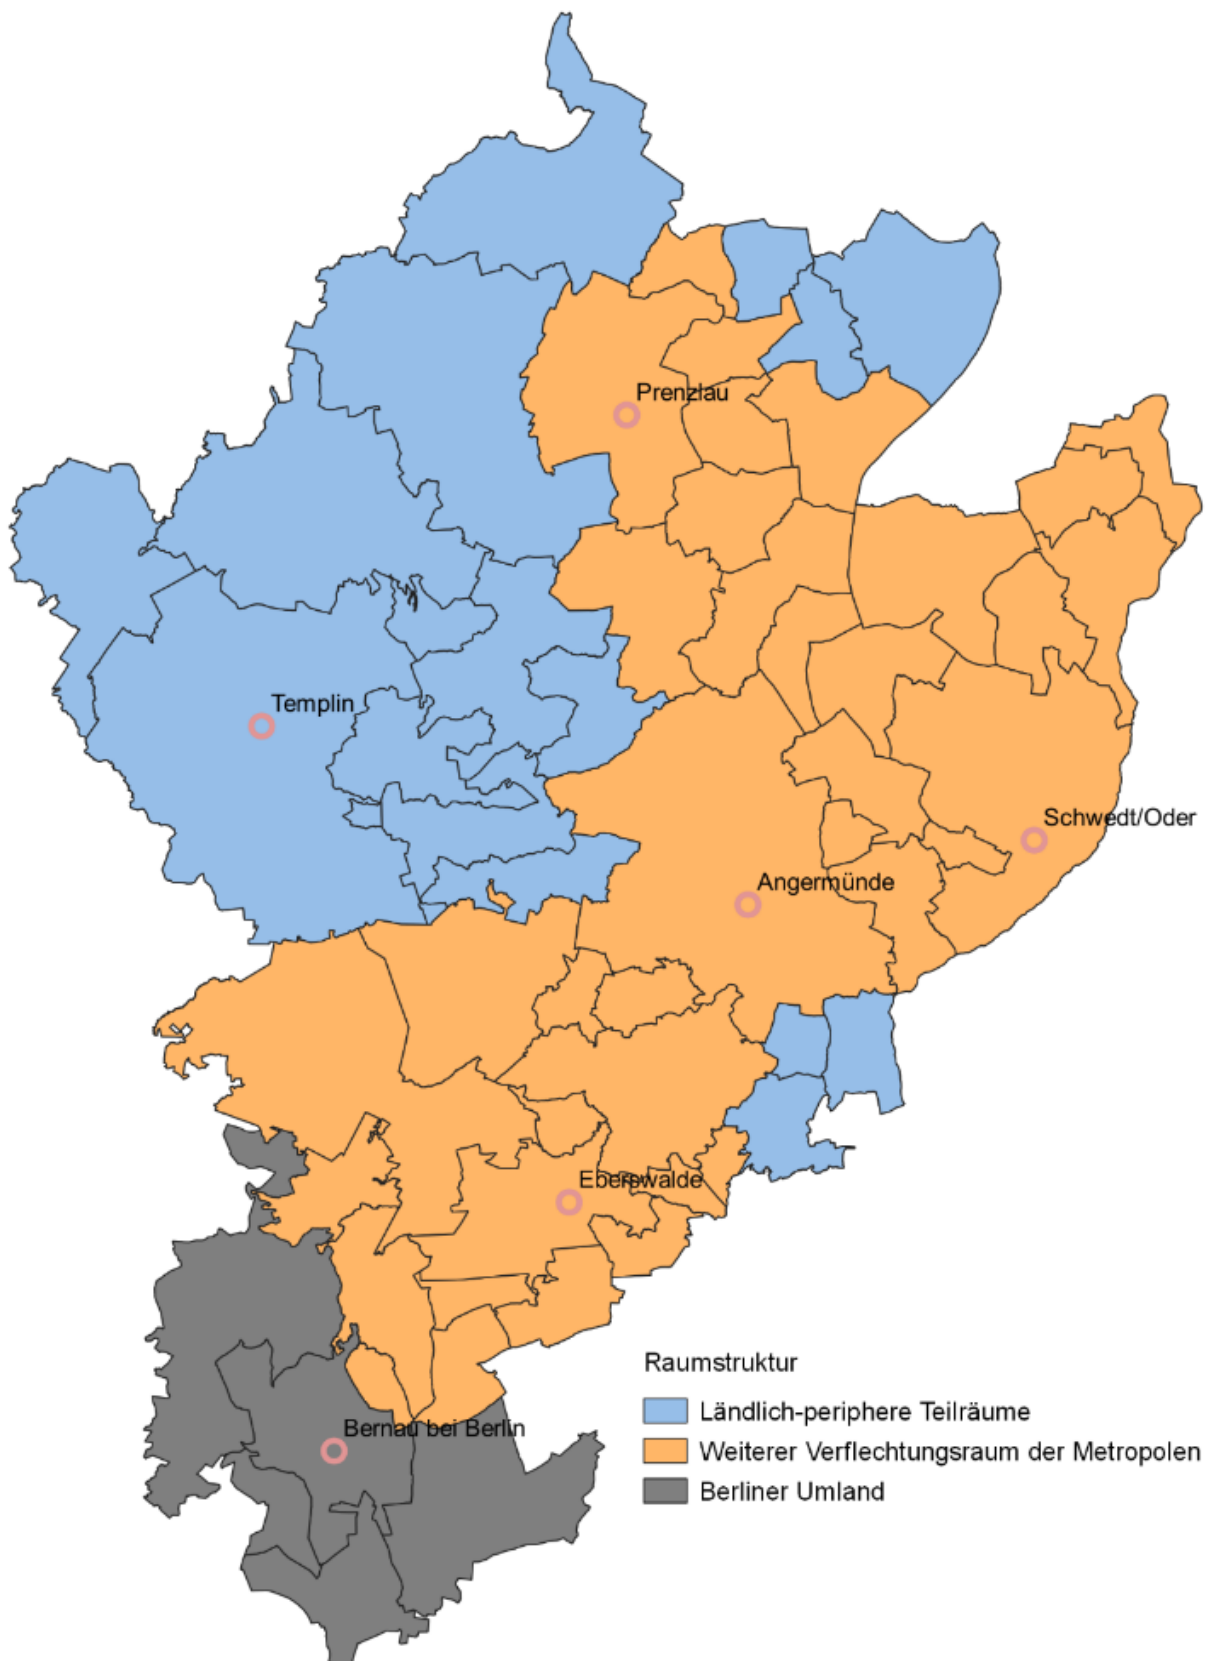 Prenzlau
Templin
Schwedt/Oder
Angermünde
Eberswalde
Raumstruktur
Ländlich-periphere Teilräume
Bernau bei Berlin
Weiterer Verflechtungsraum der Metropolen
Berliner Umland